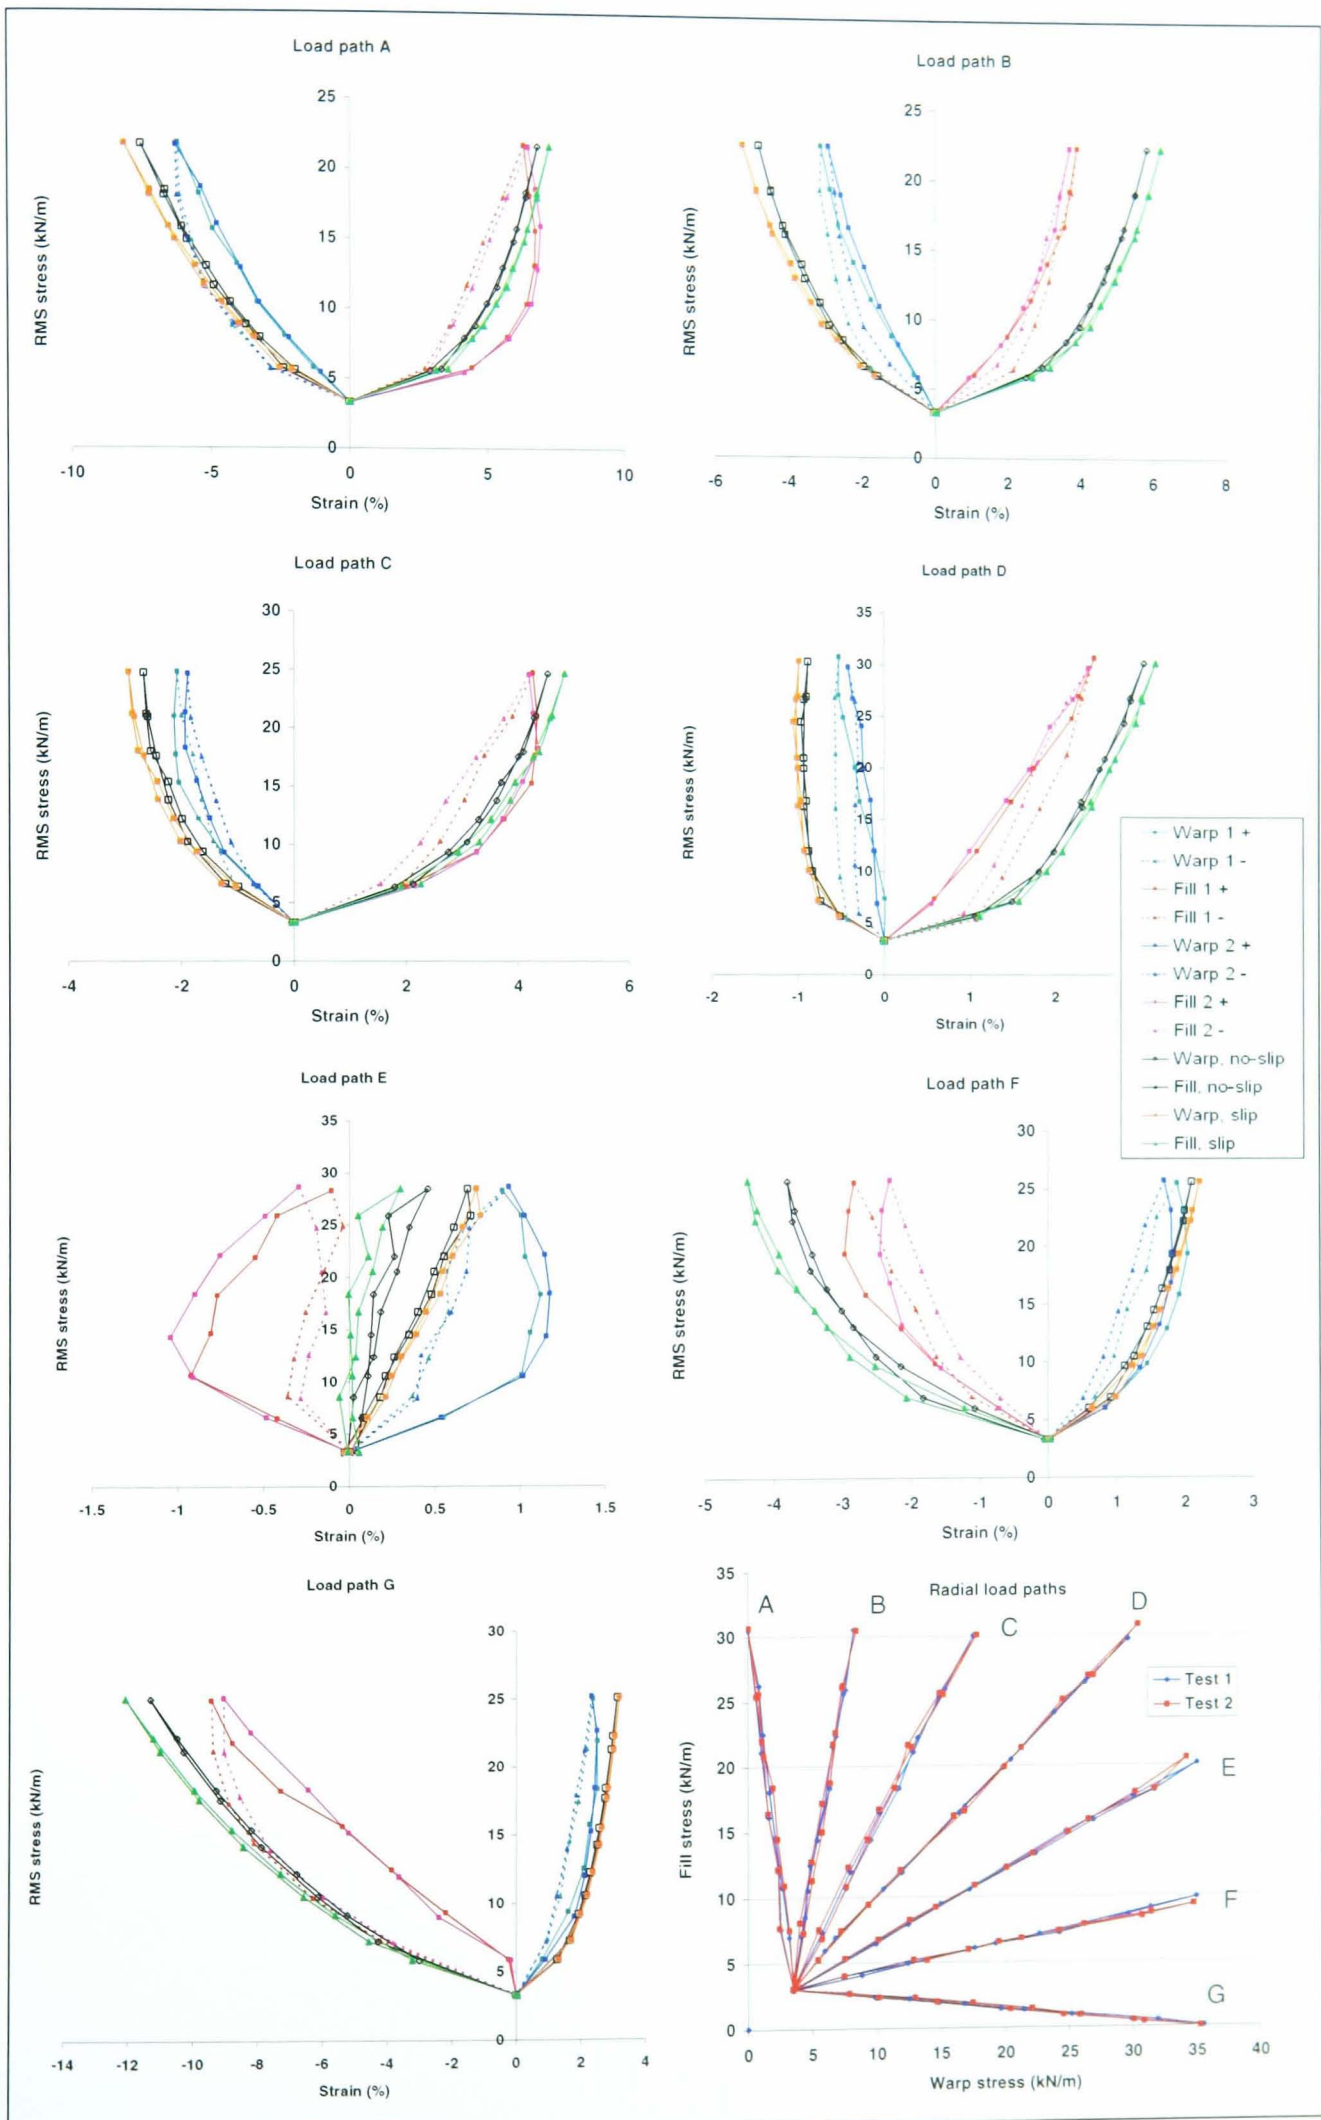 Load path A
25
20
15
10
5
0
-10
-5
0
5
10
RMS stress (kN/m)
Strain (%)
Load path B
25
20
15
10
5
0
-6
-4
-2
0
2
4
6
8
RMS stress (kN/m)
Strain (%)
Load path C
30
25
20
15
10
5
0
-4
-2
0
2
4
6
RMS stress (kN/m)
Strain (%)
Load path D
35
30
25
20
15
10
5
0
-2
-1
0
1
2
RMS stress (kN/m)
Strain (%)
Warp 1 +
Warp 1 -
Fill 1 +
Fill 1 -
Warp 2 +
Warp 2 -
Fill 2 +
Fill 2 -
Warp, no-slip
Fill, no-slip
Warp, slip
Fill, slip
Load path E
35
30
25
20
15
10
5
0
-1.5
-1
-0.5
0
0.5
1
1.5
RMS stress (kN/m)
Strain (%)
Load path F
30
25
20
15
10
5
0
-5
-4
-3
-2
-1
0
1
2
3
RMS stress (kN/m)
Strain (%)
Load path G
30
25
20
15
10
5
0
-14
-12
-10
-8
-6
-4
-2
0
2
4
RMS stress (kN/m)
Strain (%)
Radial load paths
A
B
C
D
E
F
G
Test 1
Test 2
35
30
25
20
15
10
5
0
0
5
10
15
20
25
30
35
40
Fill stress (kN/m)
Warp stress (kN/m)